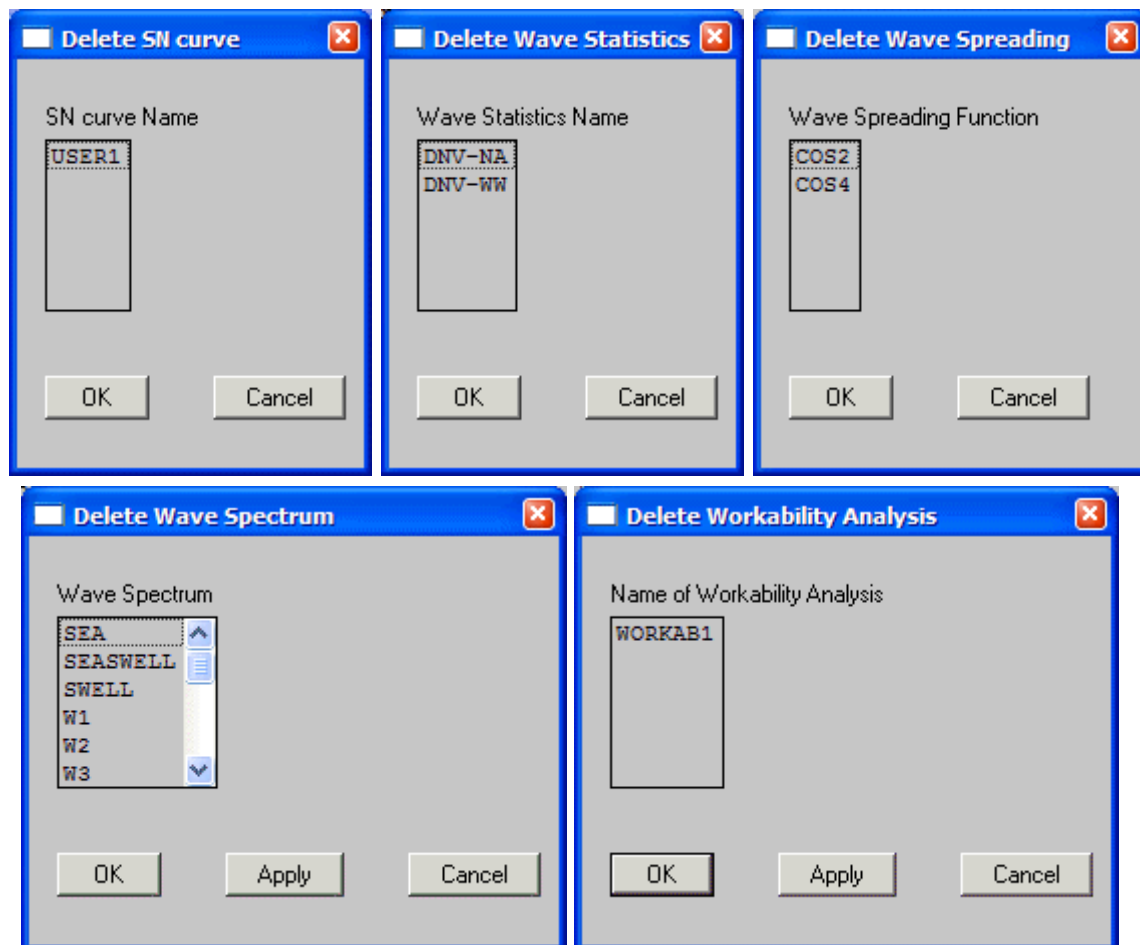 Delete SN curve
SN curve Name
USER1
OK
Cancel
Delete Wave Statistics
Wave Statistics Name
DNV-NA
DNV-WW
OK
Cancel
Delete Wave Spreading
Wave Spreading Function
COS2
COS4
OK
Cancel
Delete Wave Spectrum
Wave Spectrum
SEA
SEASWELL
SWELL
W1
W2
W3
OK
Apply
Cancel
Delete Workability Analysis
Name of Workability Analysis
WORKAB1
OK
Apply
Cancel